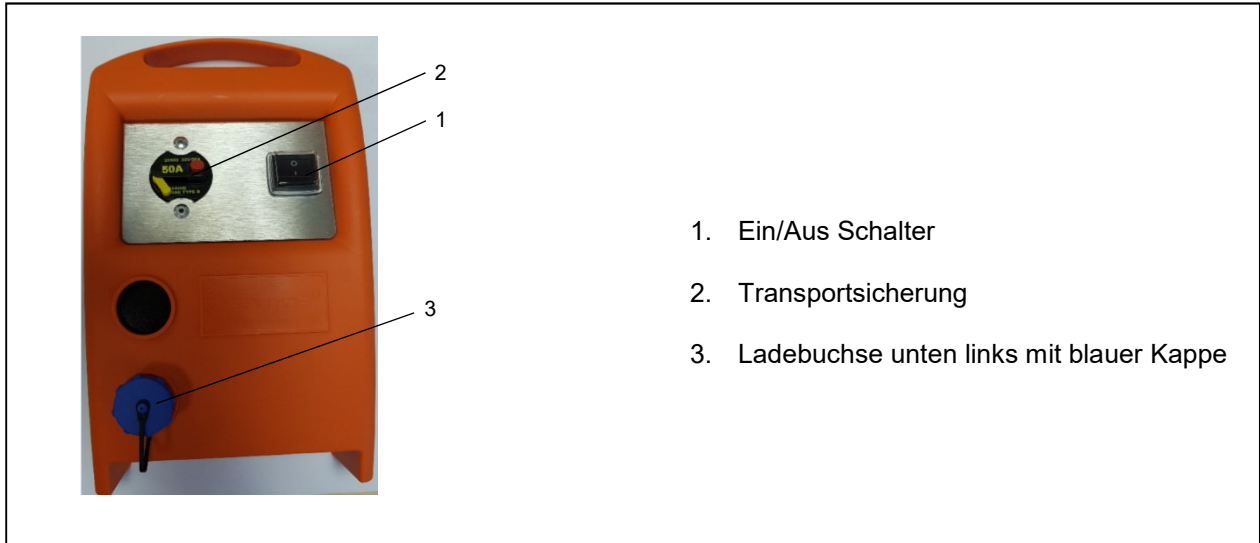 2
1
50A
O
I
3
1. Ein/Aus Schalter
2. Transportsicherung
3. Ladebuchse unten links mit blauer Kappe